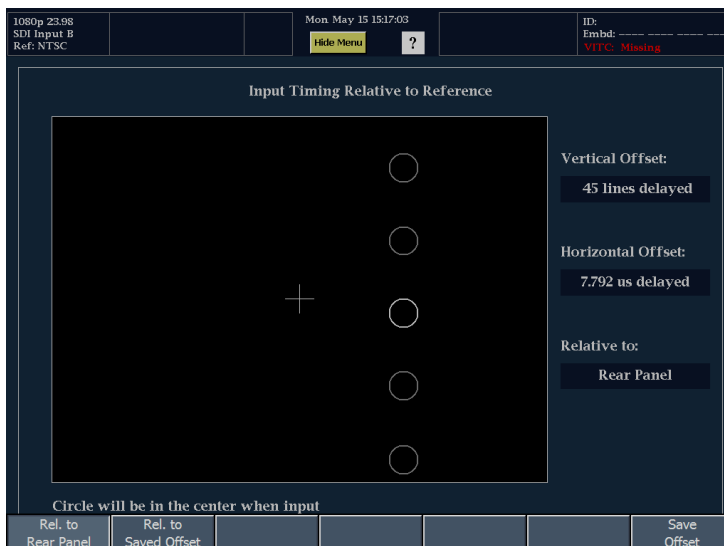 1080p 23.98
SDI Input B
Ref: NTSC
Mon May 15 15:17:03
Hide Menu
?
ID:
Embd: ---- ---- ---- ---
VITC: Missing
Input Timing Relative to Reference
Vertical Offset:
45 lines delayed
Horizontal Offset:
7.792 us delayed
Relative to:
Rear Panel
Circle will be in the center when input
Rel. to
Rear Panel
Rel. to
Saved Offset
Save
Offset